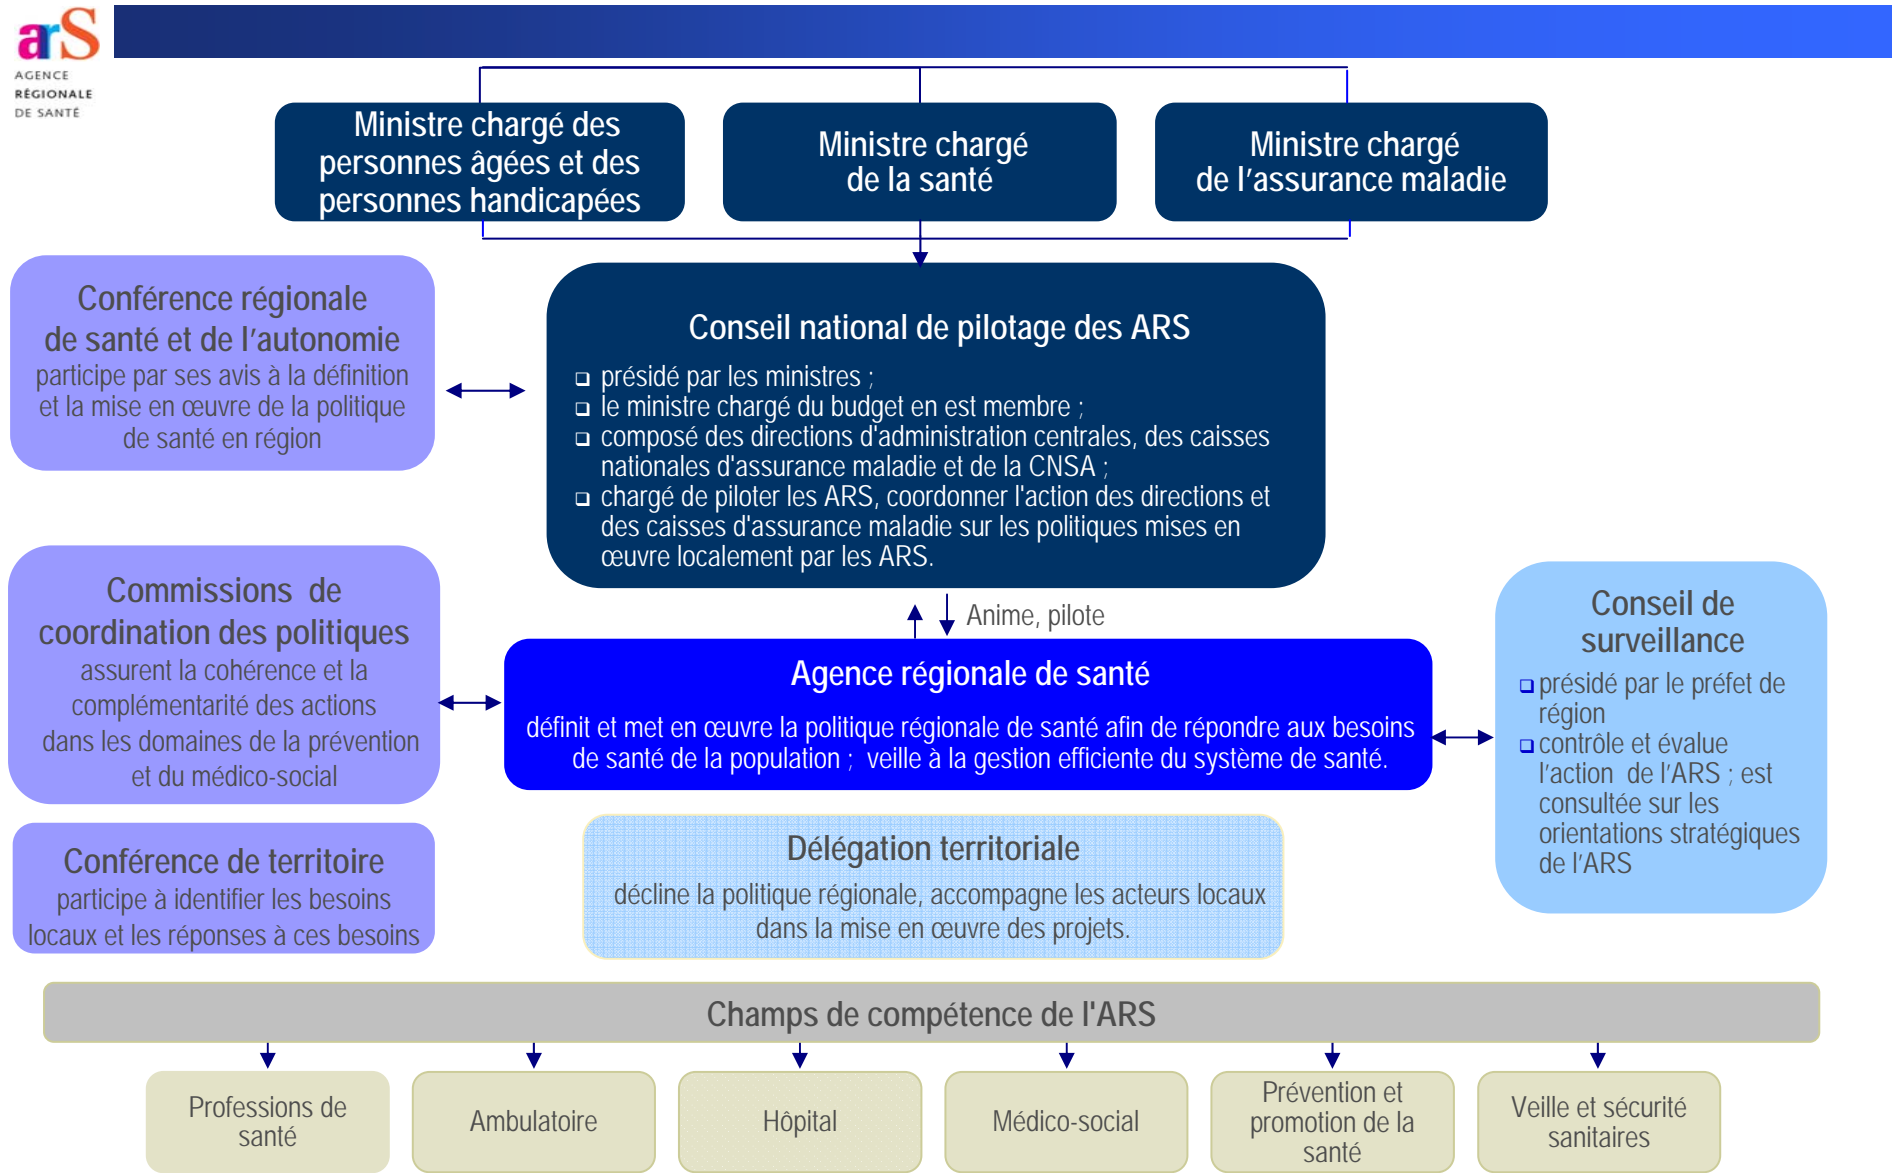 arS
AGENCE
RÉGIONALE
DE SANTÉ
Ministre chargé des
personnes âgées et des
personnes handicapées
Ministre chargé
de la santé
Ministre chargé
de l’assurance maladie
Conférence régionale
de santé et de l’autonomie
participe par ses avis à la définition
et la mise en œuvre de la politique
de santé en région
Conseil national de pilotage des ARS
présidé par les ministres ;
le ministre chargé du budget en est membre ;
composé des directions d'administration centrales, des caisses
nationales d'assurance maladie et de la CNSA ;
chargé de piloter les ARS, coordonner l'action des directions et
des caisses d'assurance maladie sur les politiques mises en
œuvre localement par les ARS.
Anime, pilote
Commissions de
coordination des politiques
assurent la cohérence et la
complémentarité des actions
dans les domaines de la prévention
et du médico-social
Agence régionale de santé
définit et met en œuvre la politique régionale de santé afin de répondre aux besoins
de santé de la population ; veille à la gestion efficiente du système de santé.
Conseil de
surveillance
présidé par le préfet de
région
contrôle et évalue
l’action de l’ARS ; est
consultée sur les
orientations stratégiques
de l’ARS
Conférence de territoire
participe à identifier les besoins
locaux et les réponses à ces besoins
Délégation territoriale
décline la politique régionale, accompagne les acteurs locaux
dans la mise en œuvre des projets.
Champs de compétence de l'ARS
Professions de
santé
Ambulatoire
Hôpital
Médico-social
Prévention et
promotion de la
santé
Veille et sécurité
sanitaires